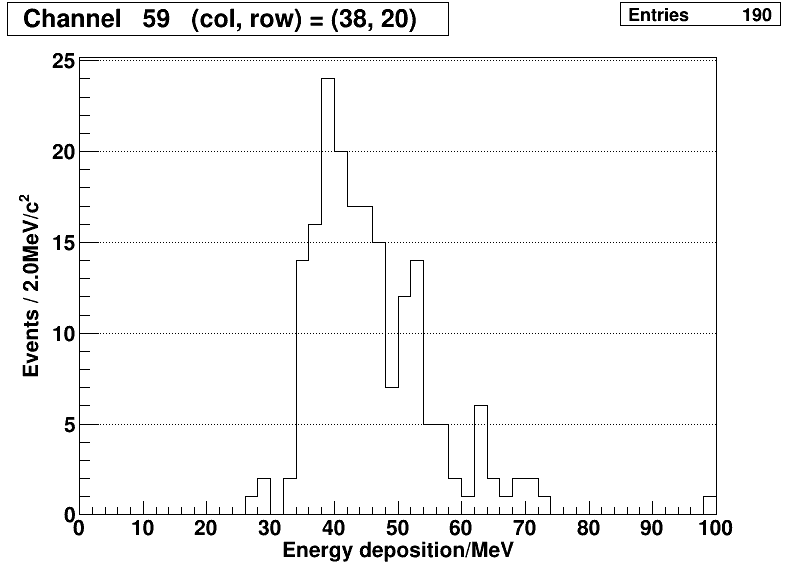 Channel 59 (col, row) = (38, 20)
Entries 190
25
20
15
10
5
0
Events / 2.0MeV/c²
0 10 20 30 40 50 60 70 80 90 100
Energy deposition/MeV